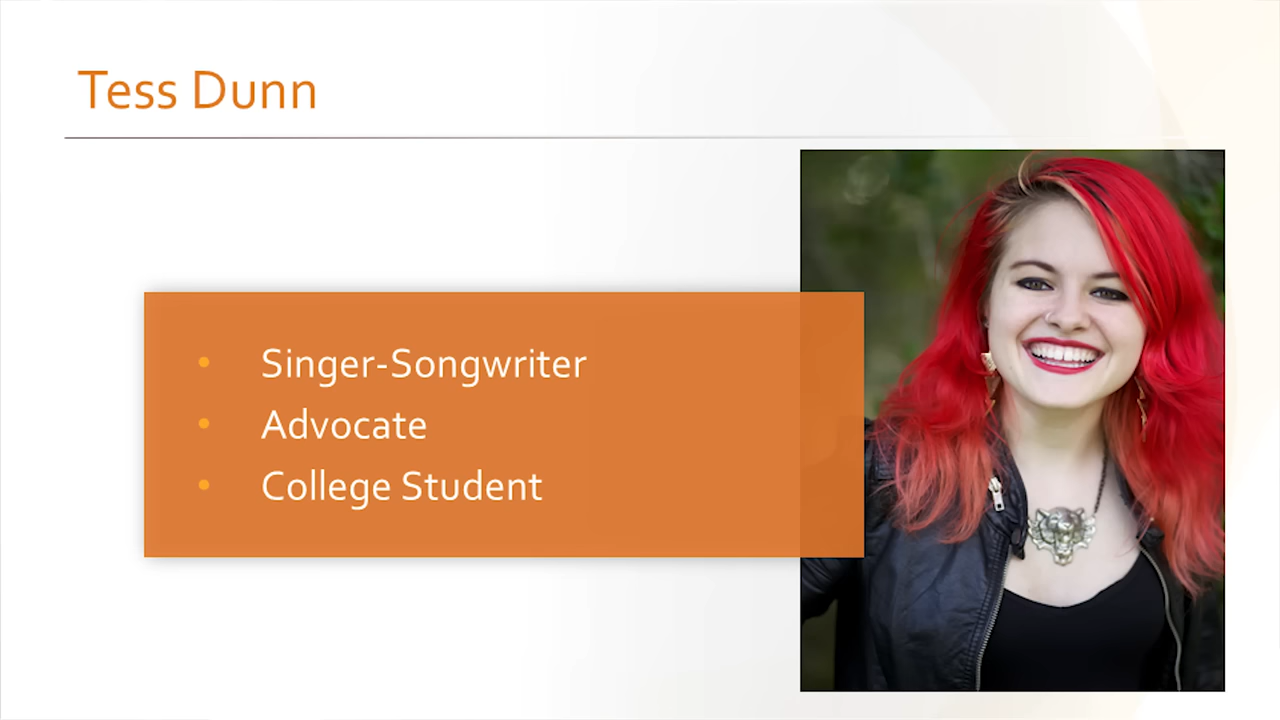 Tess Dunn
• Singer-Songwriter
• Advocate
• College Student